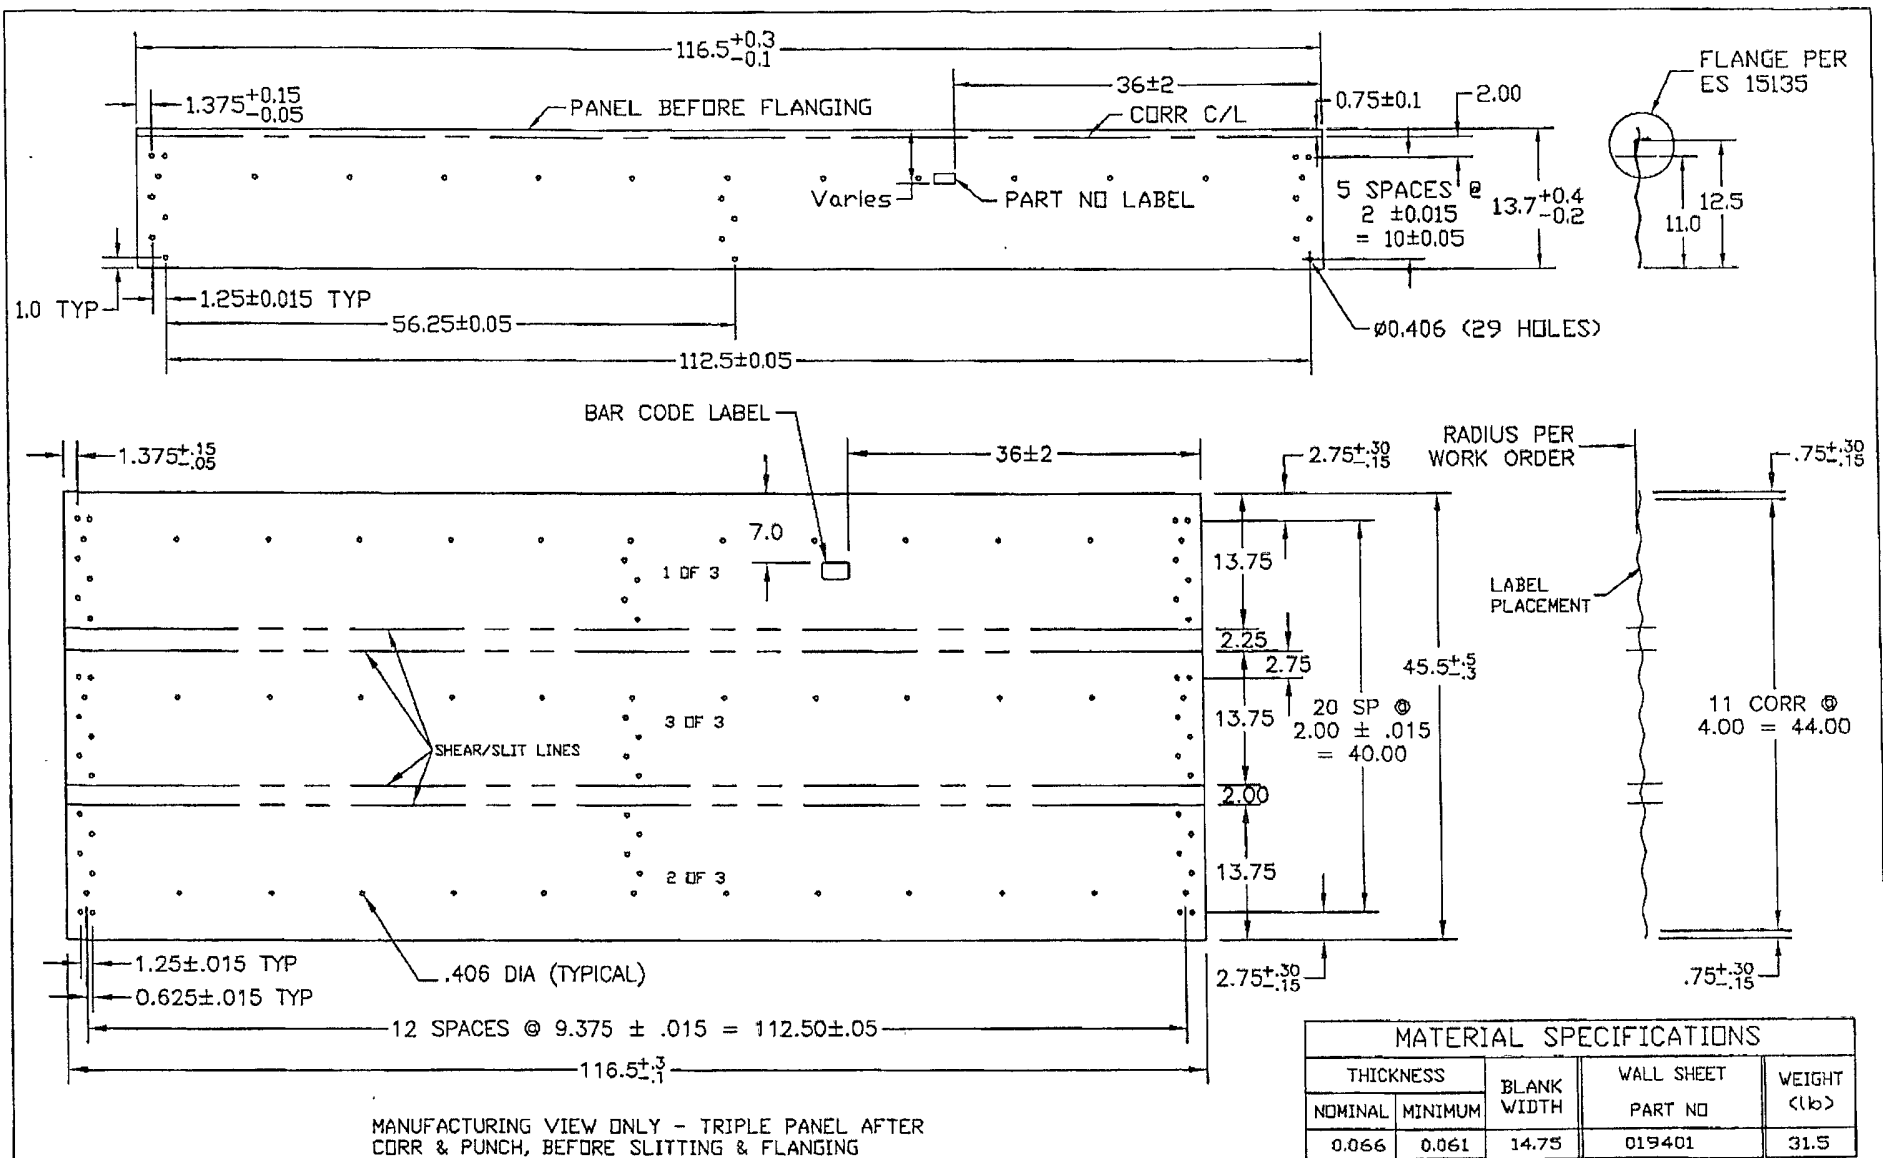 116.5+0.3
-0.1
36±2
FLANGE PER
ES 15135
1.375+0.15
-0.05
PANEL BEFORE FLANGING
CORR C/L
0.75±0.1
2.00
Varies
PART NO LABEL
5 SPACES @
2 ±0.015
= 10±0.05
13.7+0.4
-0.2
11.0
12.5
1.0 TYP
1.25±0.015 TYP
56.25±0.05
ø0.406 (29 HOLES)
112.5±0.05
BAR CODE LABEL
1.375+.15
-.05
36±2
2.75+.30
-.15
RADIUS PER
WORK ORDER
.75+.30
-.15
7.0
1 OF 3
13.75
LABEL
PLACEMENT
2.25
2.75
45.5+.5
-.3
3 OF 3
13.75
20 SP @
2.00 ± .015
= 40.00
11 CORR @
4.00 = 44.00
SHEAR/SLIT LINES
2.00
2 OF 3
13.75
1.25±.015 TYP
.406 DIA (TYPICAL)
2.75+.30
-.15
.75+.30
-.15
0.625±.015 TYP
12 SPACES @ 9.375 ± .015 = 112.50±.05
116.5+.3
-.1
MANUFACTURING VIEW ONLY - TRIPLE PANEL AFTER
CORR & PUNCH, BEFORE SLITTING & FLANGING
MATERIAL SPECIFICATIONS
THICKNESS
BLANK
WIDTH
WALL SHEET
PART NO
WEIGHT
(lb)
NOMINAL
MINIMUM
0.066
0.061
14.75
019401
31.5